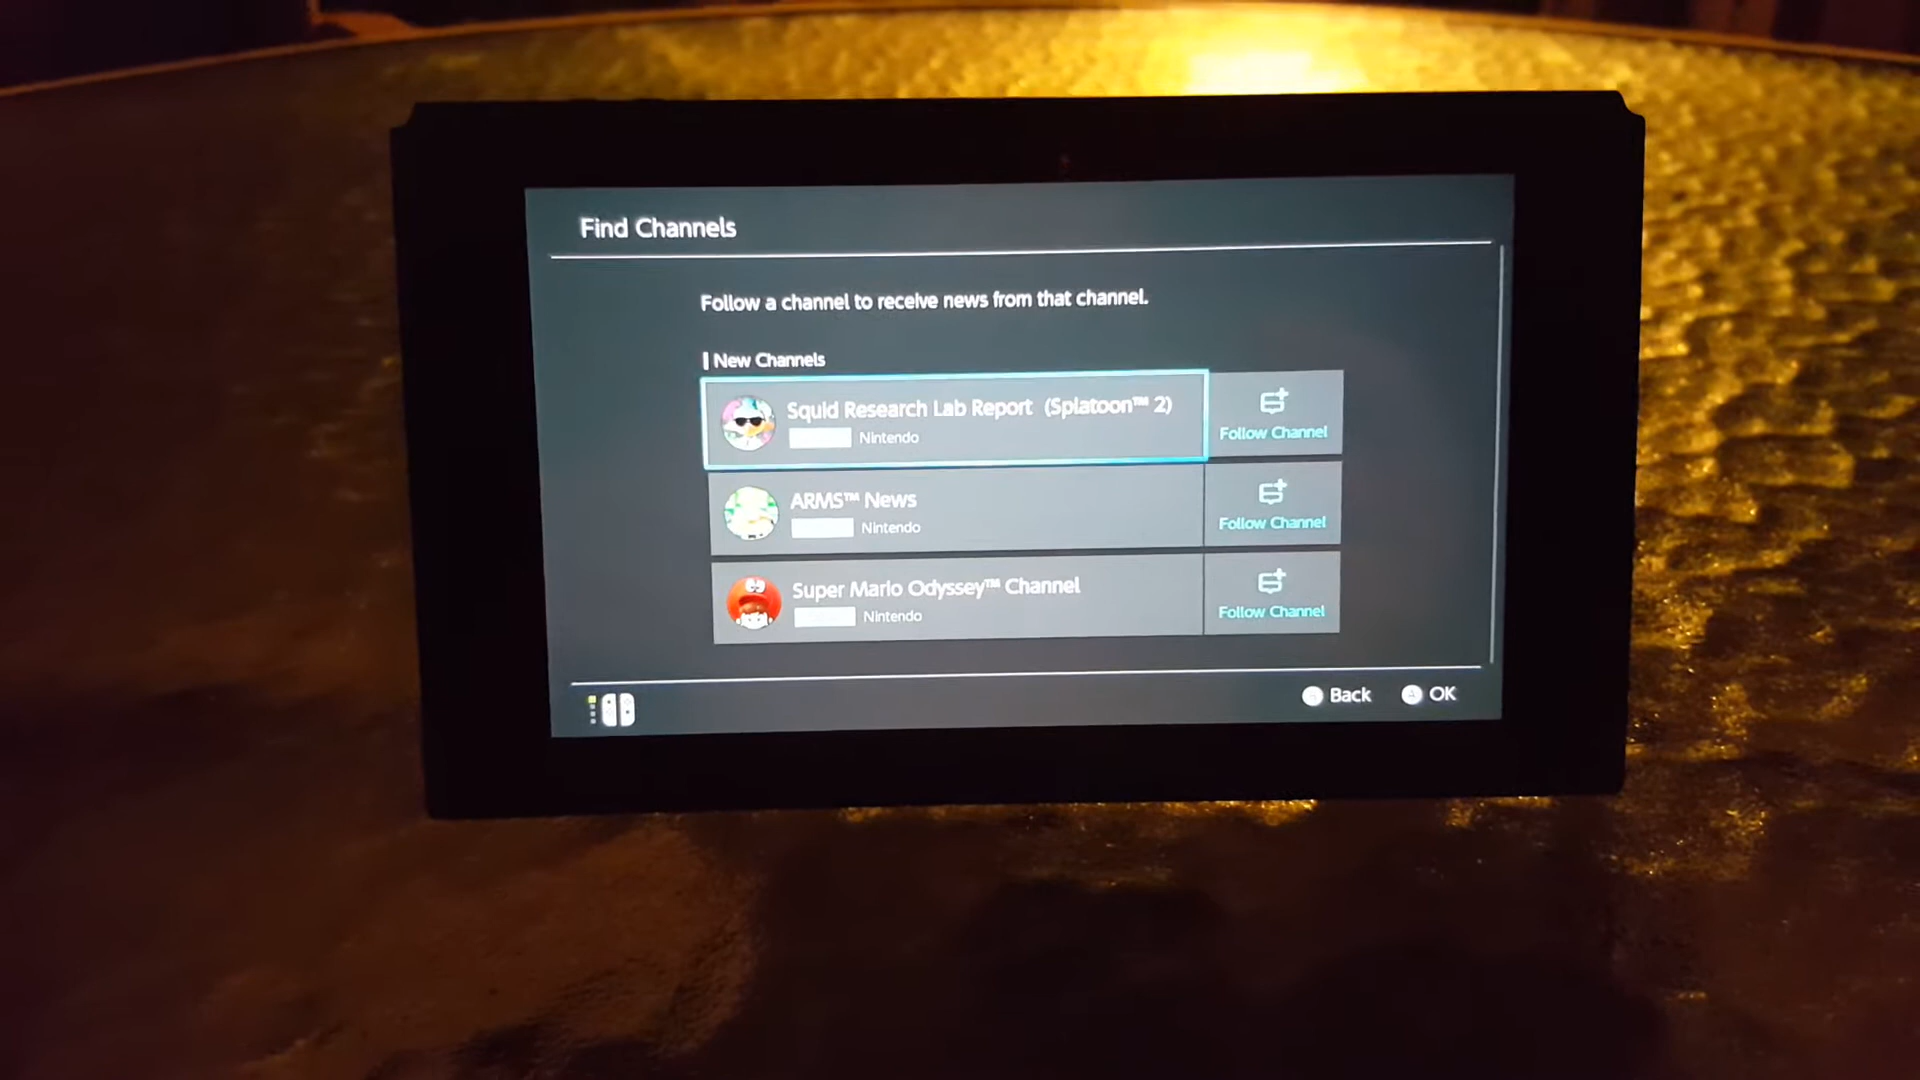 Find Channels
Follow a channel to receive news from that channel.
New Channels
Squid Research Lab Report (Splatoon™ 2)
Nintendo
Follow Channel
ARMS™ News
Nintendo
Follow Channel
Super Mario Odyssey™ Channel
Nintendo
Follow Channel
Back
OK